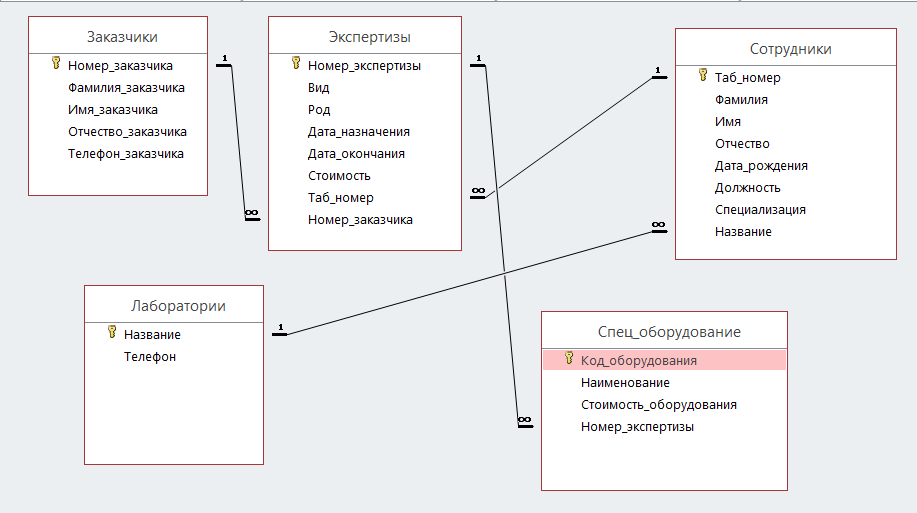 Заказчики
Номер_заказчика
Фамилия_заказчика
Имя_заказчика
Отчество_заказчика
Телефон_заказчика
1
∞
Экспертизы
Номер_экспертизы
Вид
Род
Дата_назначения
Дата_окончания
Стоимость
Таб_номер
Номер_заказчика
1
∞
1
∞
Сотрудники
Таб_номер
Фамилия
Имя
Отчество
Дата_рождения
Должность
Специализация
Название
Лаборатории
Название
Телефон
1
∞
Спец_оборудование
Код_оборудования
Наименование
Стоимость_оборудования
Номер_экспертизы